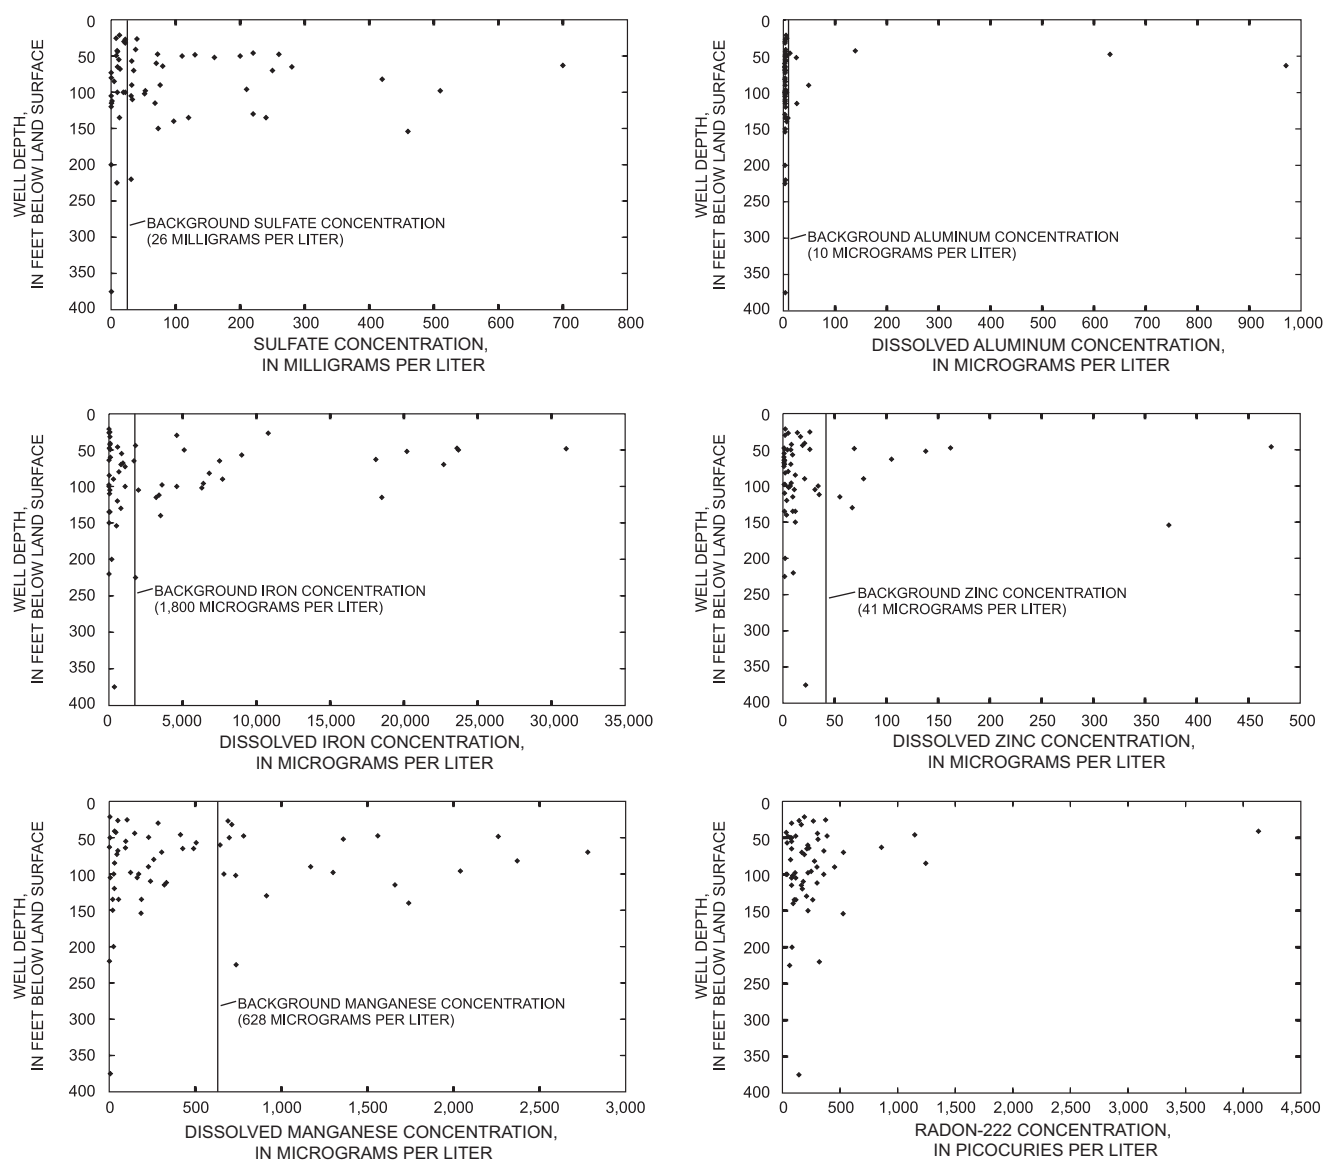 WELL DEPTH,
IN FEET BELOW LAND SURFACE
0
50
100
150
200
250
300
350
400
BACKGROUND SULFATE CONCENTRATION
(26 MILLIGRAMS PER LITER)
0 100 200 300 400 500 600 700 800
SULFATE CONCENTRATION,
IN MILLIGRAMS PER LITER
WELL DEPTH,
IN FEET BELOW LAND SURFACE
0
50
100
150
200
250
300
350
400
BACKGROUND ALUMINUM CONCENTRATION
(10 MICROGRAMS PER LITER)
0 100 200 300 400 500 600 700 800 900 1,000
DISSOLVED ALUMINUM CONCENTRATION,
IN MICROGRAMS PER LITER
WELL DEPTH,
IN FEET BELOW LAND SURFACE
0
50
100
150
200
250
300
350
400
BACKGROUND IRON CONCENTRATION
(1,800 MICROGRAMS PER LITER)
0 5,000 10,000 15,000 20,000 25,000 30,000 35,000
DISSOLVED IRON CONCENTRATION,
IN MICROGRAMS PER LITER
WELL DEPTH,
IN FEET BELOW LAND SURFACE
0
50
100
150
200
250
300
350
400
BACKGROUND ZINC CONCENTRATION
(41 MICROGRAMS PER LITER)
0 50 100 150 200 250 300 350 400 450 500
DISSOLVED ZINC CONCENTRATION,
IN MICROGRAMS PER LITER
WELL DEPTH,
IN FEET BELOW LAND SURFACE
0
50
100
150
200
250
300
350
400
BACKGROUND MANGANESE CONCENTRATION
(628 MICROGRAMS PER LITER)
0 500 1,000 1,500 2,000 2,500 3,000
DISSOLVED MANGANESE CONCENTRATION,
IN MICROGRAMS PER LITER
WELL DEPTH,
IN FEET BELOW LAND SURFACE
0
50
100
150
200
250
300
350
400
0 500 1,000 1,500 2,000 2,500 3,000 3,500 4,000 4,500
RADON-222 CONCENTRATION,
IN PICOCURIES PER LITER